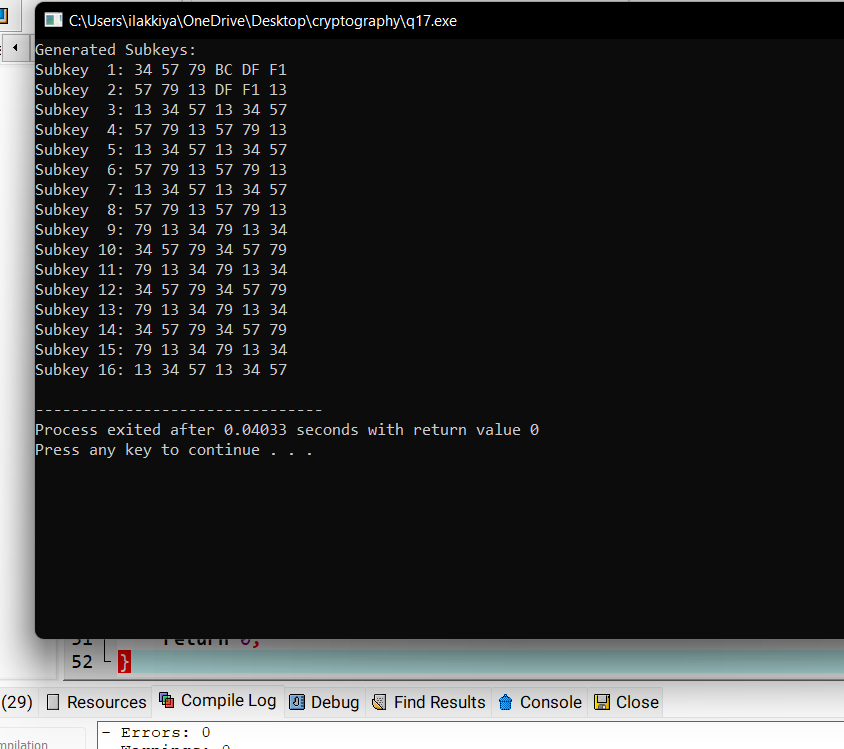 C:\Users\ilakkiya\OneDrive\Desktop\cryptography\q17.exe
Generated Subkeys:
Subkey  1: 34 57 79 BC DF F1
Subkey  2: 57 79 13 DF F1 13
Subkey  3: 13 34 57 13 34 57
Subkey  4: 57 79 13 57 79 13
Subkey  5: 13 34 57 13 34 57
Subkey  6: 57 79 13 57 79 13
Subkey  7: 13 34 57 13 34 57
Subkey  8: 57 79 13 57 79 13
Subkey  9: 79 13 34 79 13 34
Subkey 10: 34 57 79 34 57 79
Subkey 11: 79 13 34 79 13 34
Subkey 12: 34 57 79 34 57 79
Subkey 13: 79 13 34 79 13 34
Subkey 14: 34 57 79 34 57 79
Subkey 15: 79 13 34 79 13 34
Subkey 16: 13 34 57 13 34 57
--------------------------------
Process exited after 0.04033 seconds with return value 0
Press any key to continue . . .
51 return 0;
52 }
(29) Resources Compile Log Debug Find Results Console Close
- Errors: 0
- Warnings: 0